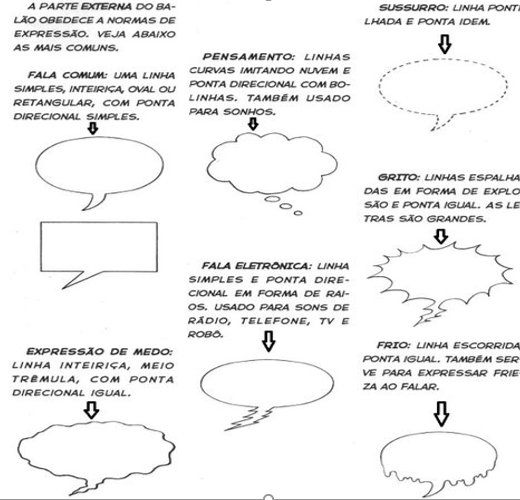 A PARTE EXTERNA DO BA-
LÃO OBEDECE A NORMAS DE
EXPRESSÃO. VEJA ABAIXO
AS MAIS COMUNS.
FALA COMUM: UMA LINHA
SIMPLES, INTEIRIÇA, OVAL OU
RETANGULAR, COM PONTA
DIRECIONAL SIMPLES.
EXPRESSÃO DE MEDO:
LINHA INTEIRIÇA, MEIO
TRÊMULA, COM PONTA
DIRECIONAL IGUAL.
PENSAMENTO: LINHAS
CURVAS IMITANDO NUVEM E
PONTA DIRECIONAL COM BO-
LINHAS. TAMBÉM USADO
PARA SONHOS.
FALA ELETRÔNICA: LINHA
SIMPLES E PONTA DIRE-
CIONAL EM FORMA DE RAI-
OS. USADO PARA SONS DE
RÁDIO, TELEFONE, TV E
ROBÔ.
SUSSURRO: LINHA PONTI
LHADA E PONTA IDEM.
GRITO: LINHAS ESPALHA
DAS EM FORMA DE EXPLO
SÃO E PONTA IGUAL. AS LE
TRAS SÃO GRANDES.
FRIO: LINHA ESCORRIDA
PONTA IGUAL. TAMBÉM SER
VE PARA EXPRESSAR FRIE
ZA AO FALAR.